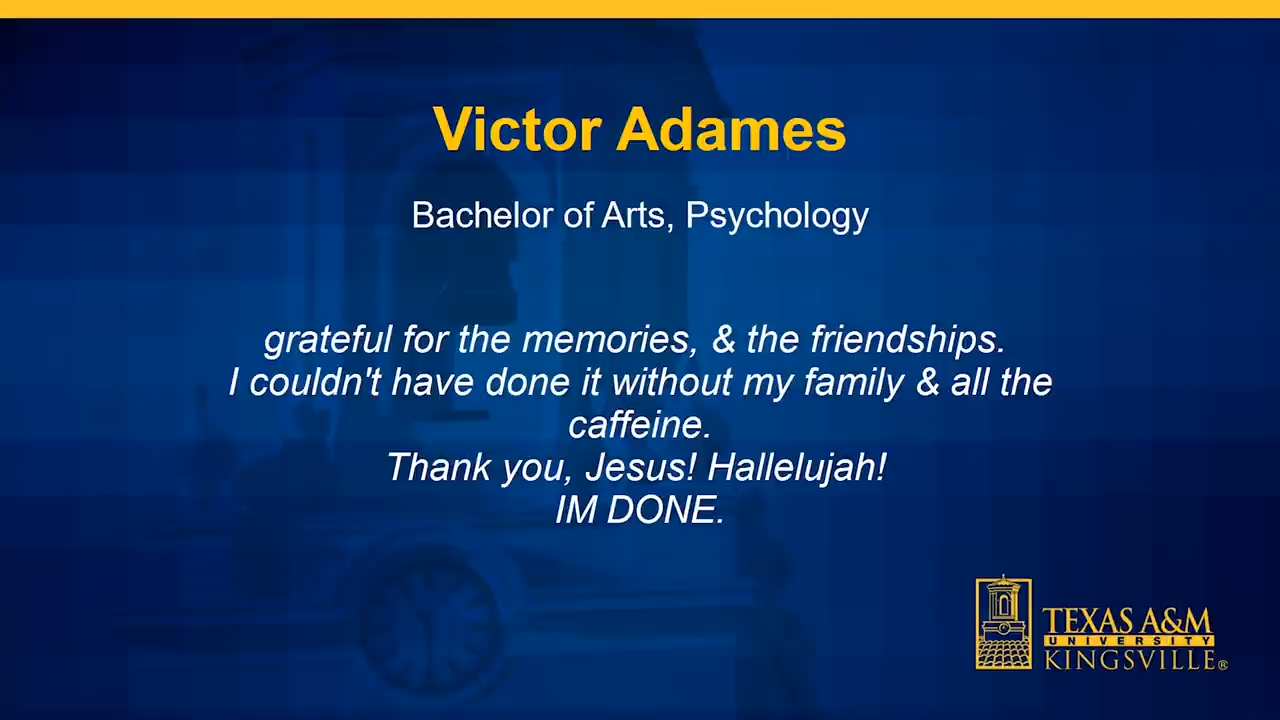 Victor Adames
Bachelor of Arts, Psychology
grateful for the memories, & the friendships.
I couldn't have done it without my family & all the
caffeine.
Thank you, Jesus! Hallelujah!
IM DONE.
TEXAS A&M
UNIVERSITY
KINGSVILLE®